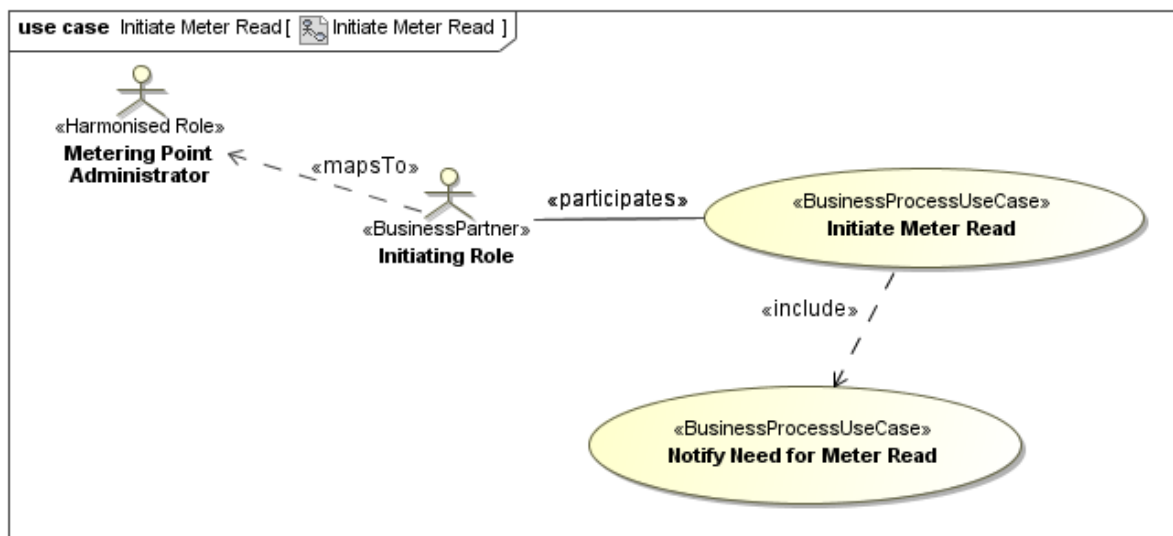 use case Initiate Meter Read [ Initiate Meter Read ]
«Harmonised Role»
Metering Point
Administrator
«mapsTo»
«BusinessPartner»
Initiating Role
«participates»
«BusinessProcessUseCase»
Initiate Meter Read
«include»
«BusinessProcessUseCase»
Notify Need for Meter Read